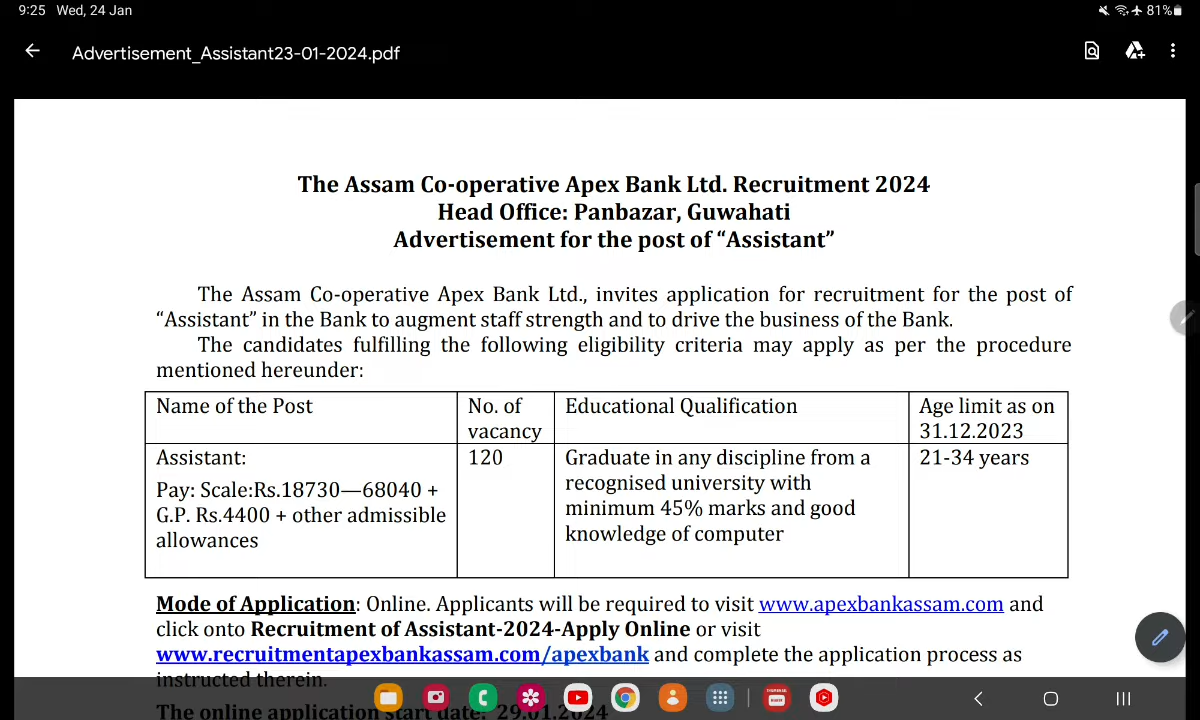 9:25 Wed, 24 Jan 81%
Advertisement_Assistant23-01-2024.pdf
The Assam Co-operative Apex Bank Ltd. Recruitment 2024
Head Office: Panbazar, Guwahati
Advertisement for the post of “Assistant”
The Assam Co-operative Apex Bank Ltd., invites application for recruitment for the post of
“Assistant” in the Bank to augment staff strength and to drive the business of the Bank.
The candidates fulfilling the following eligibility criteria may apply as per the procedure
mentioned hereunder:
Name of the Post
No. of
vacancy
Educational Qualification
Age limit as on
31.12.2023
Assistant:
Pay: Scale:Rs.18730—68040 +
G.P. Rs.4400 + other admissible
allowances
120
Graduate in any discipline from a
recognised university with
minimum 45% marks and good
knowledge of computer
21-34 years
Mode of Application: Online. Applicants will be required to visit www.apexbankassam.com and
click onto Recruitment of Assistant-2024-Apply Online or visit
www.recruitmentapexbankassam.com/apexbank and complete the application process as
instructed therein.
The online application start date: 29.01.2024